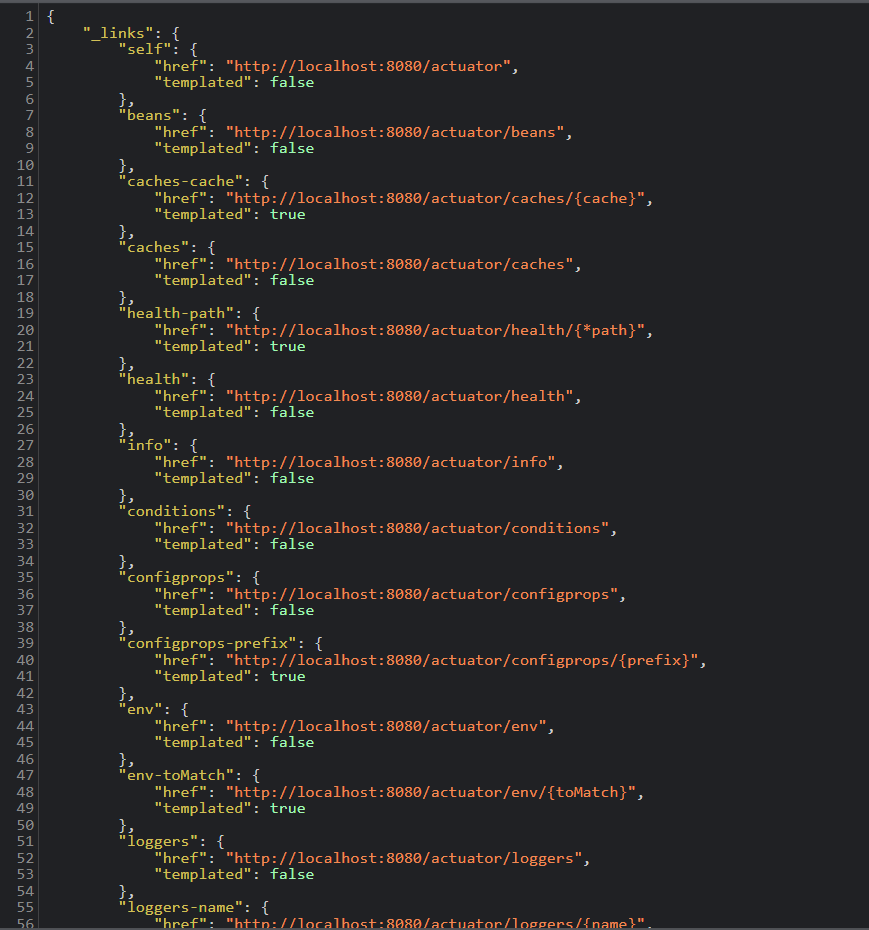 1 {
2     "_links": {
3         "self": {
4             "href": "http://localhost:8080/actuator",
5             "templated": false
6         },
7         "beans": {
8             "href": "http://localhost:8080/actuator/beans",
9             "templated": false
10         },
11         "caches-cache": {
12             "href": "http://localhost:8080/actuator/caches/{cache}",
13             "templated": true
14         },
15         "caches": {
16             "href": "http://localhost:8080/actuator/caches",
17             "templated": false
18         },
19         "health-path": {
20             "href": "http://localhost:8080/actuator/health/{*path}",
21             "templated": true
22         },
23         "health": {
24             "href": "http://localhost:8080/actuator/health",
25             "templated": false
26         },
27         "info": {
28             "href": "http://localhost:8080/actuator/info",
29             "templated": false
30         },
31         "conditions": {
32             "href": "http://localhost:8080/actuator/conditions",
33             "templated": false
34         },
35         "configprops": {
36             "href": "http://localhost:8080/actuator/configprops",
37             "templated": false
38         },
39         "configprops-prefix": {
40             "href": "http://localhost:8080/actuator/configprops/{prefix}",
41             "templated": true
42         },
43         "env": {
44             "href": "http://localhost:8080/actuator/env",
45             "templated": false
46         },
47         "env-toMatch": {
48             "href": "http://localhost:8080/actuator/env/{toMatch}",
49             "templated": true
50         },
51         "loggers": {
52             "href": "http://localhost:8080/actuator/loggers",
53             "templated": false
54         },
55         "loggers-name": {
56             "href": "http://localhost:8080/actuator/loggers/{name}",